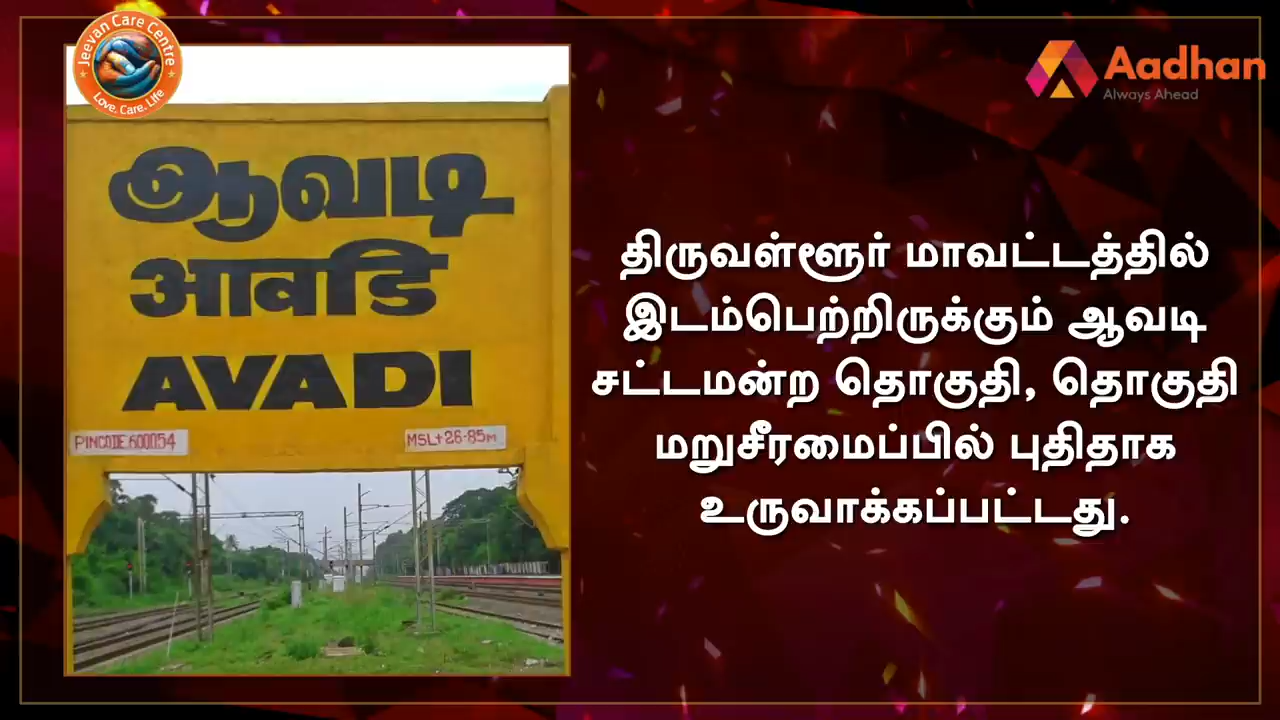 Jeevan Care Centre
Love. Care. Life
Aadhan
Always Ahead
ஆவடி
आवडि
AVADI
PINCODE 600054
MSL+26-85m
திருவள்ளூர் மாவட்டத்தில்
இடம்பெற்றிருக்கும் ஆவடி
சட்டமன்ற தொகுதி, தொகுதி
மறுசீரமைப்பில் புதிதாக
உருவாக்கப்பட்டது.